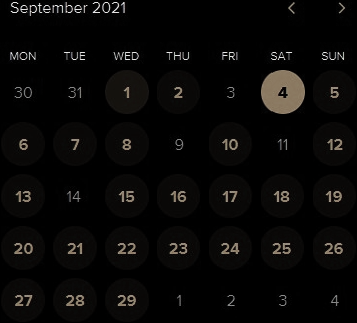 September 2021
MON TUE WED THU FRI SAT SUN
30 31 1 2 3 4 5
6 7 8 9 10 11 12
13 14 15 16 17 18 19
20 21 22 23 24 25 26
27 28 29 1 2 3 4